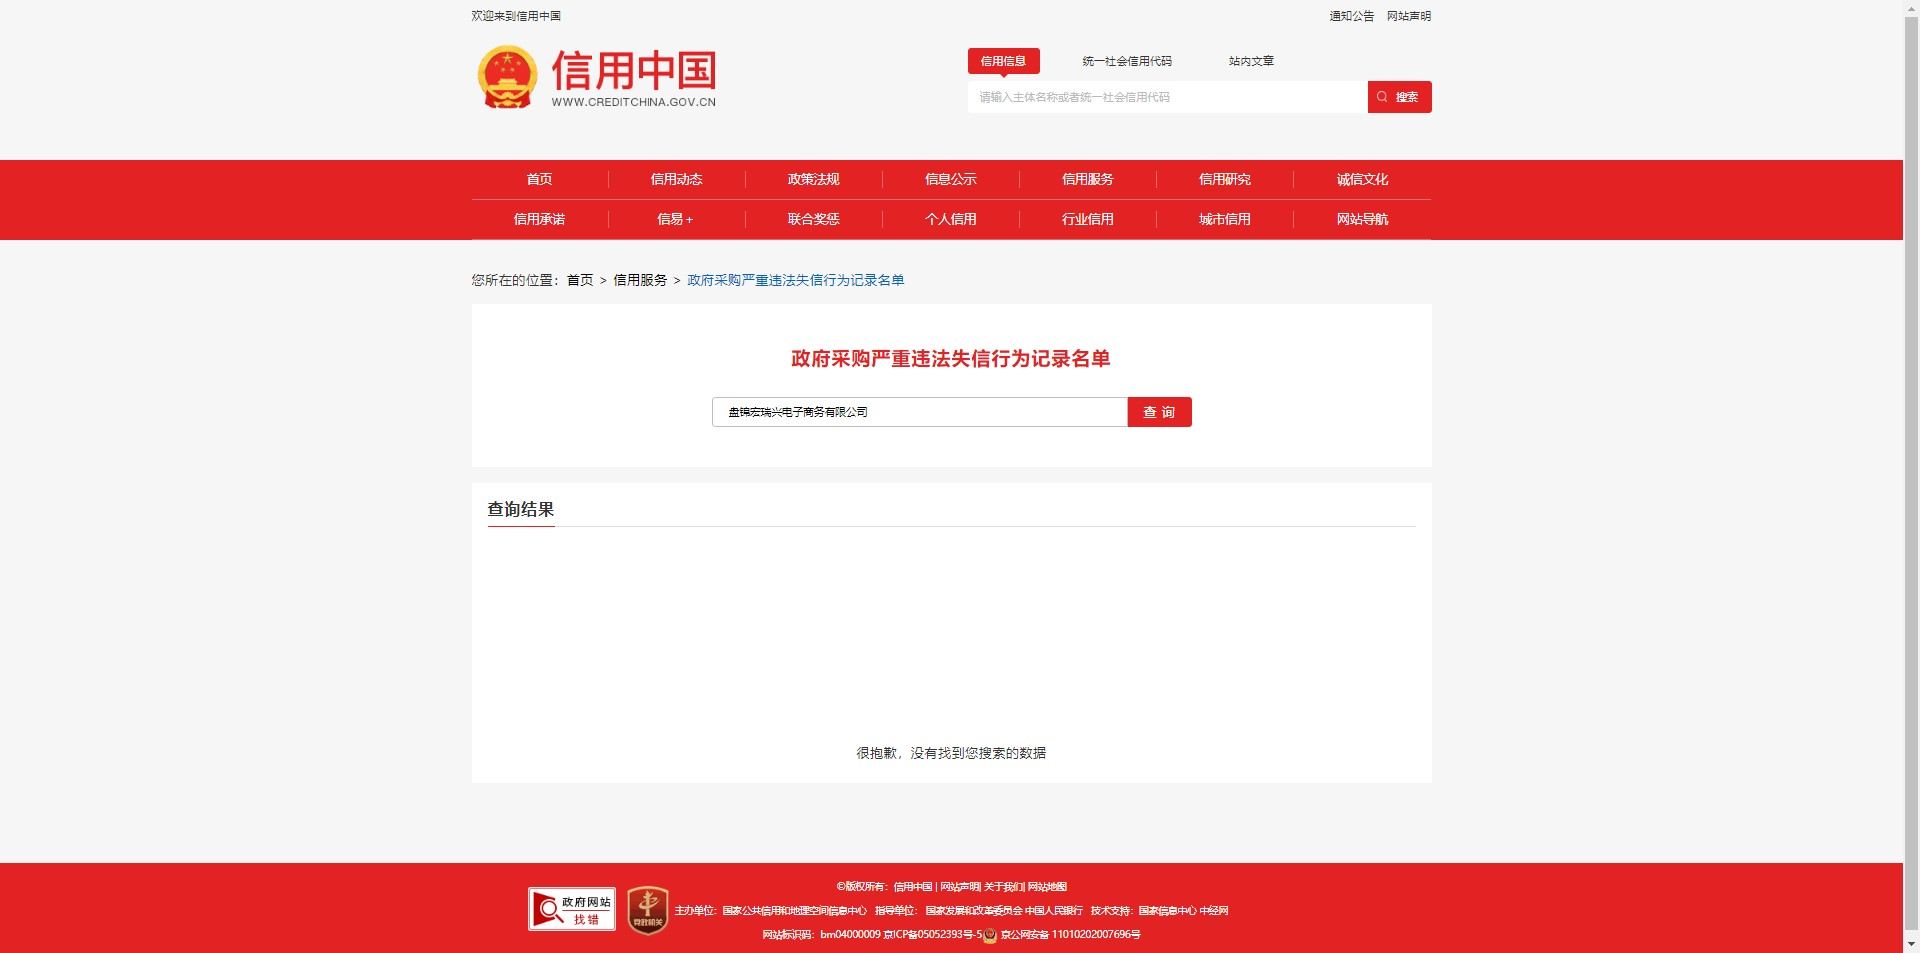 欢迎来到信用中国
通知公告 网站声明
信用中国
WWW.CREDITCHINA.GOV.CN
信用信息 统一社会信用代码 站内文章
请输入主体名称或者统一社会信用代码
搜索
首页 信用动态 政策法规 信息公示 信用服务 信用研究 诚信文化
信用承诺 信易+ 联合奖惩 个人信用 行业信用 城市信用 网站导航
您所在的位置：首页 > 信用服务 > 政府采购严重违法失信行为记录名单
政府采购严重违法失信行为记录名单
盘锦宏瑞兴电子商务有限公司
查 询
查询结果
很抱歉，没有找到您搜索的数据
©版权所有：信用中国 | 网站声明| 关于我们| 网站地图
政府网站
找错
党政机关
主办单位：国家公共信用和地理空间信息中心 指导单位： 国家发展和改革委员会 中国人民银行 技术支持：国家信息中心 中经网
网站标识码：bm04000009 京ICP备05052393号-5 京公网安备 11010202007696号